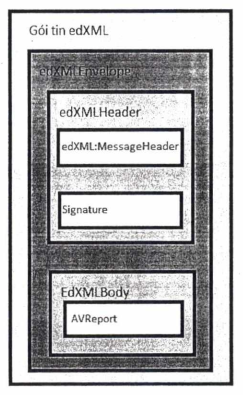 Gói tin edXML
edXMLEnvelope
edXMLHeader
edXML:MessageHeader
Signature
EdXMLBody
AVReport